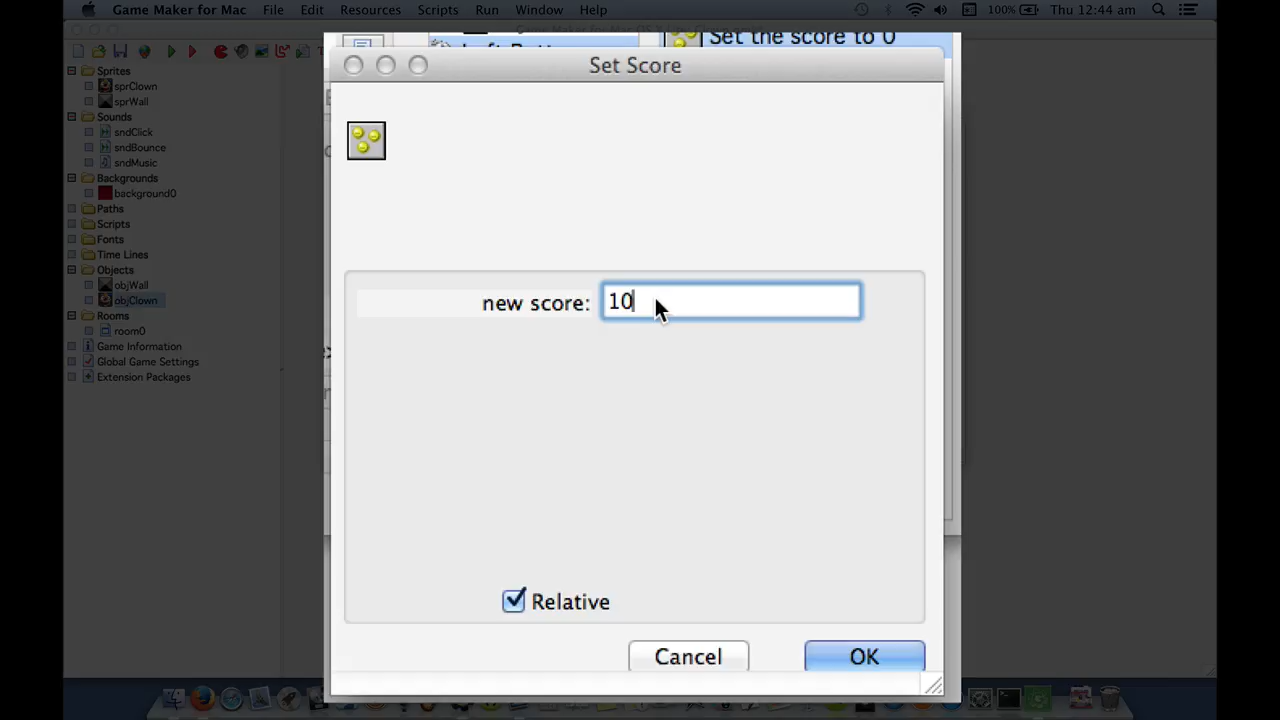 Game Maker for Mac File Edit Resources Scripts Run Window Help 100% Thu 12:44 am
Set the score to 0
Set Score
Sprites
sprClown
sprWall
Sounds
sndClick
sndBounce
sndMusic
Backgrounds
background0
Paths
Scripts
Fonts
Time Lines
Objects
objWall
objClown
Rooms
room0
Game Information
Global Game Settings
Extension Packages
new score: 10
Relative
Cancel OK